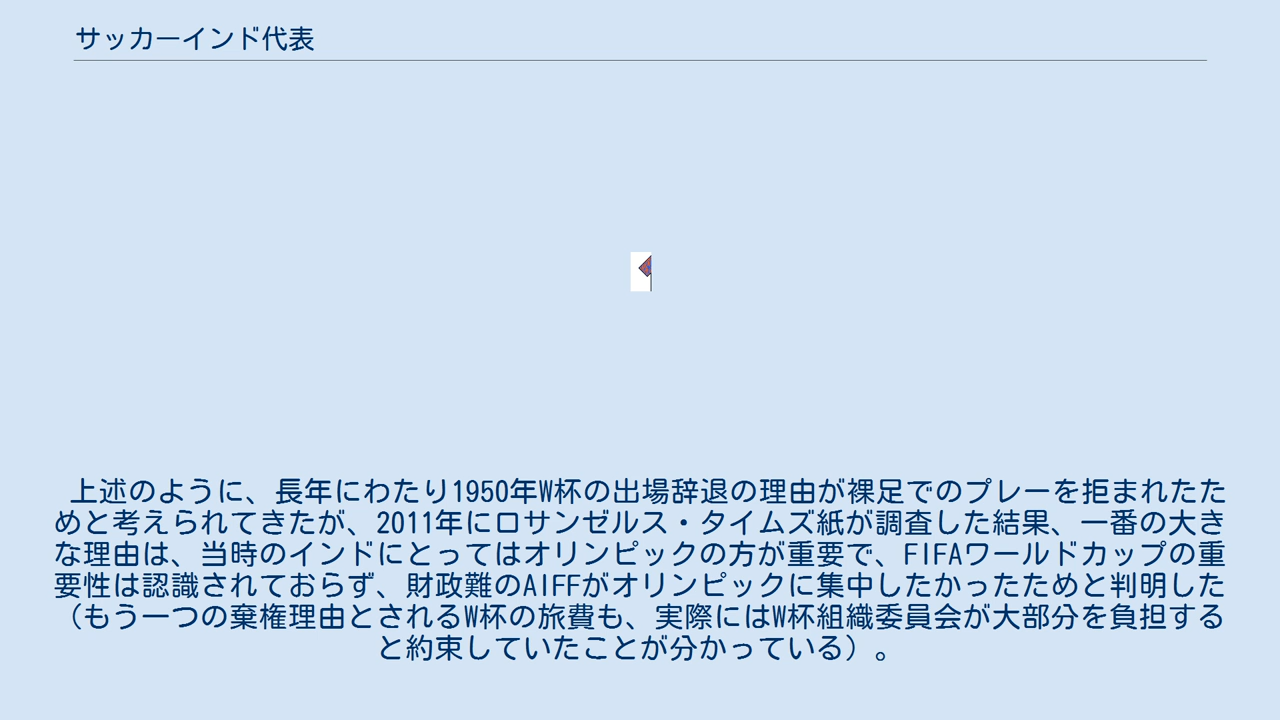 サッカーインド代表
上述のように、長年にわたり1950年W杯の出場辞退の理由が裸足でのプレーを拒まれたた
めと考えられてきたが、2011年にロサンゼルス・タイムズ紙が調査した結果、一番の大き
な理由は、当時のインドにとってはオリンピックの方が重要で、FIFAワールドカップの重
要性は認識されておらず、財政難のAIFFがオリンピックに集中したかったためと判明した
（もう一つの棄権理由とされるW杯の旅費も、実際にはW杯組織委員会が大部分を負担する
と約束していたことが分かっている）。